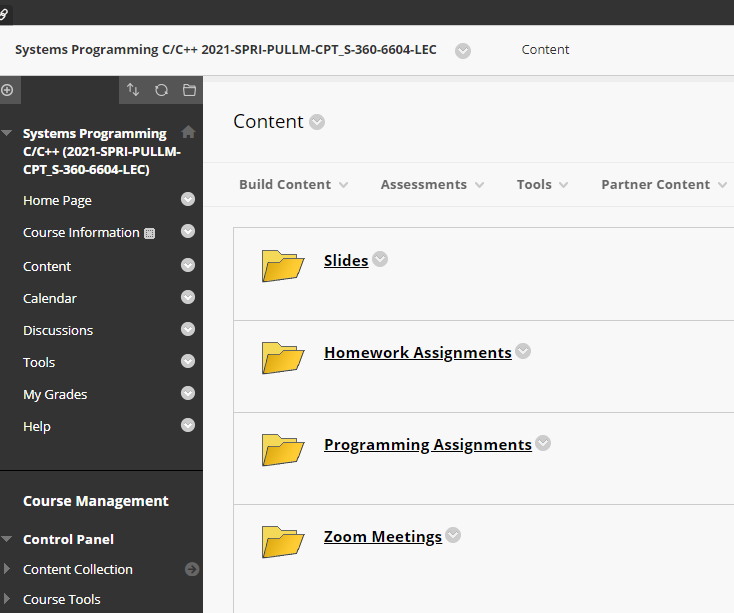 Systems Programming C/C++ 2021-SPRI-PULLM-CPT_S-360-6604-LEC
Content
Systems Programming
C/C++ (2021-SPRI-PULLM-
CPT_S-360-6604-LEC)
Home Page
Course Information
Content
Calendar
Discussions
Tools
My Grades
Help
Course Management
Control Panel
Content Collection
Course Tools
Content
Build Content
Assessments
Tools
Partner Content
Slides
Homework Assignments
Programming Assignments
Zoom Meetings